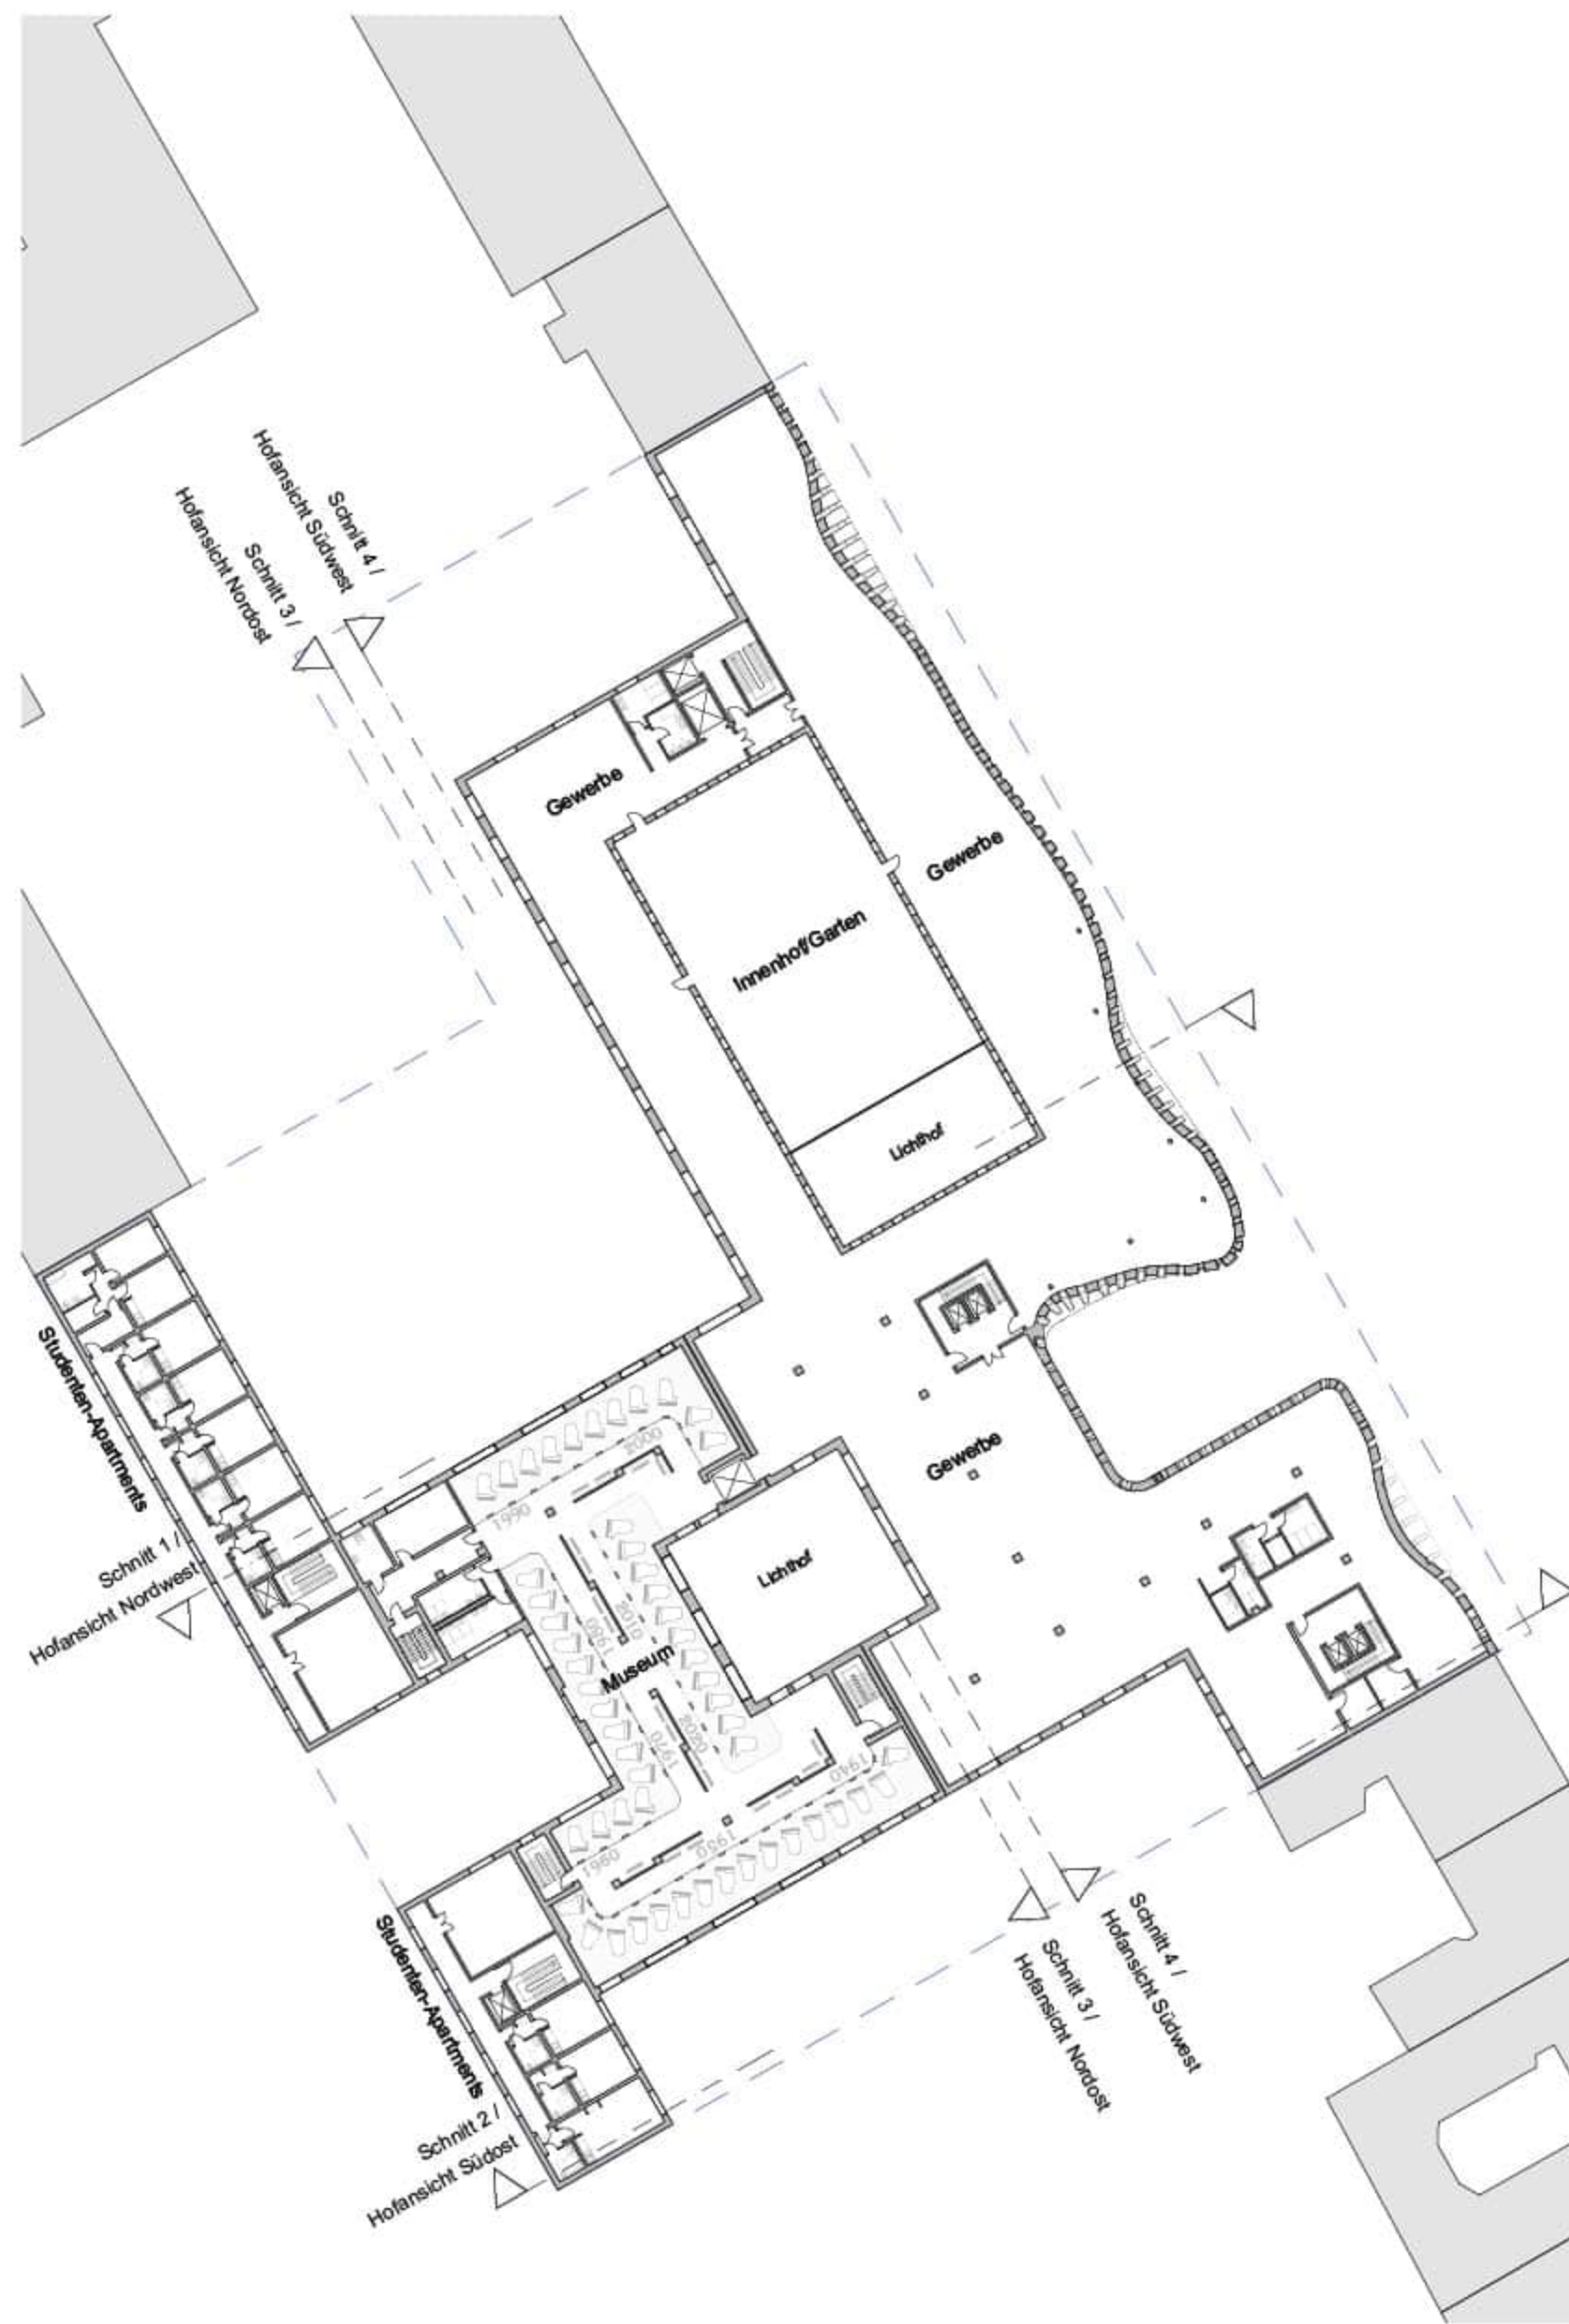 Schnitt 4 /
Hofansicht Südwest
Schnitt 3 /
Hofansicht Nordost
Gewerbe
Gewerbe
Innenhof/Garten
Lichthof
Studenten-Apartments
Schnitt 1 /
Hofansicht Nordwest
Gewerbe
Lichthof
Museum
2000
1990
2010
1980
2020
1970
1940
1950
1960
Studenten-Apartments
Schnitt 2 /
Hofansicht Südost
Schnitt 4 /
Hofansicht Südwest
Schnitt 3 /
Hofansicht Nordost